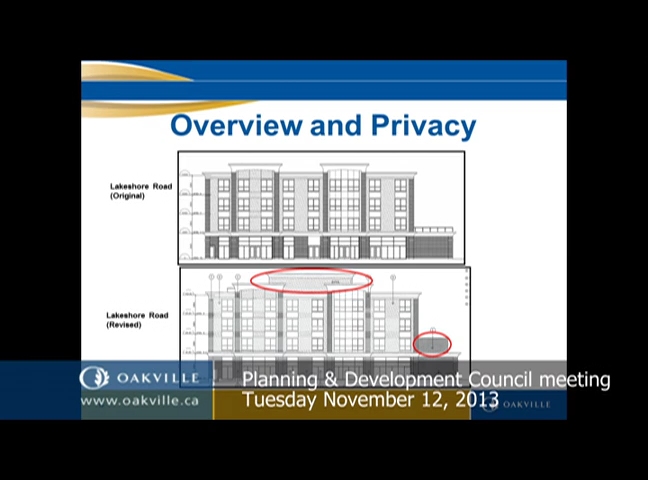 Overview and Privacy
Lakeshore Road
(Original)
Lakeshore Road
(Revised)
OAKVILLE
www.oakville.ca
Planning & Development Council meeting
Tuesday November 12, 2013
OAKVILLE